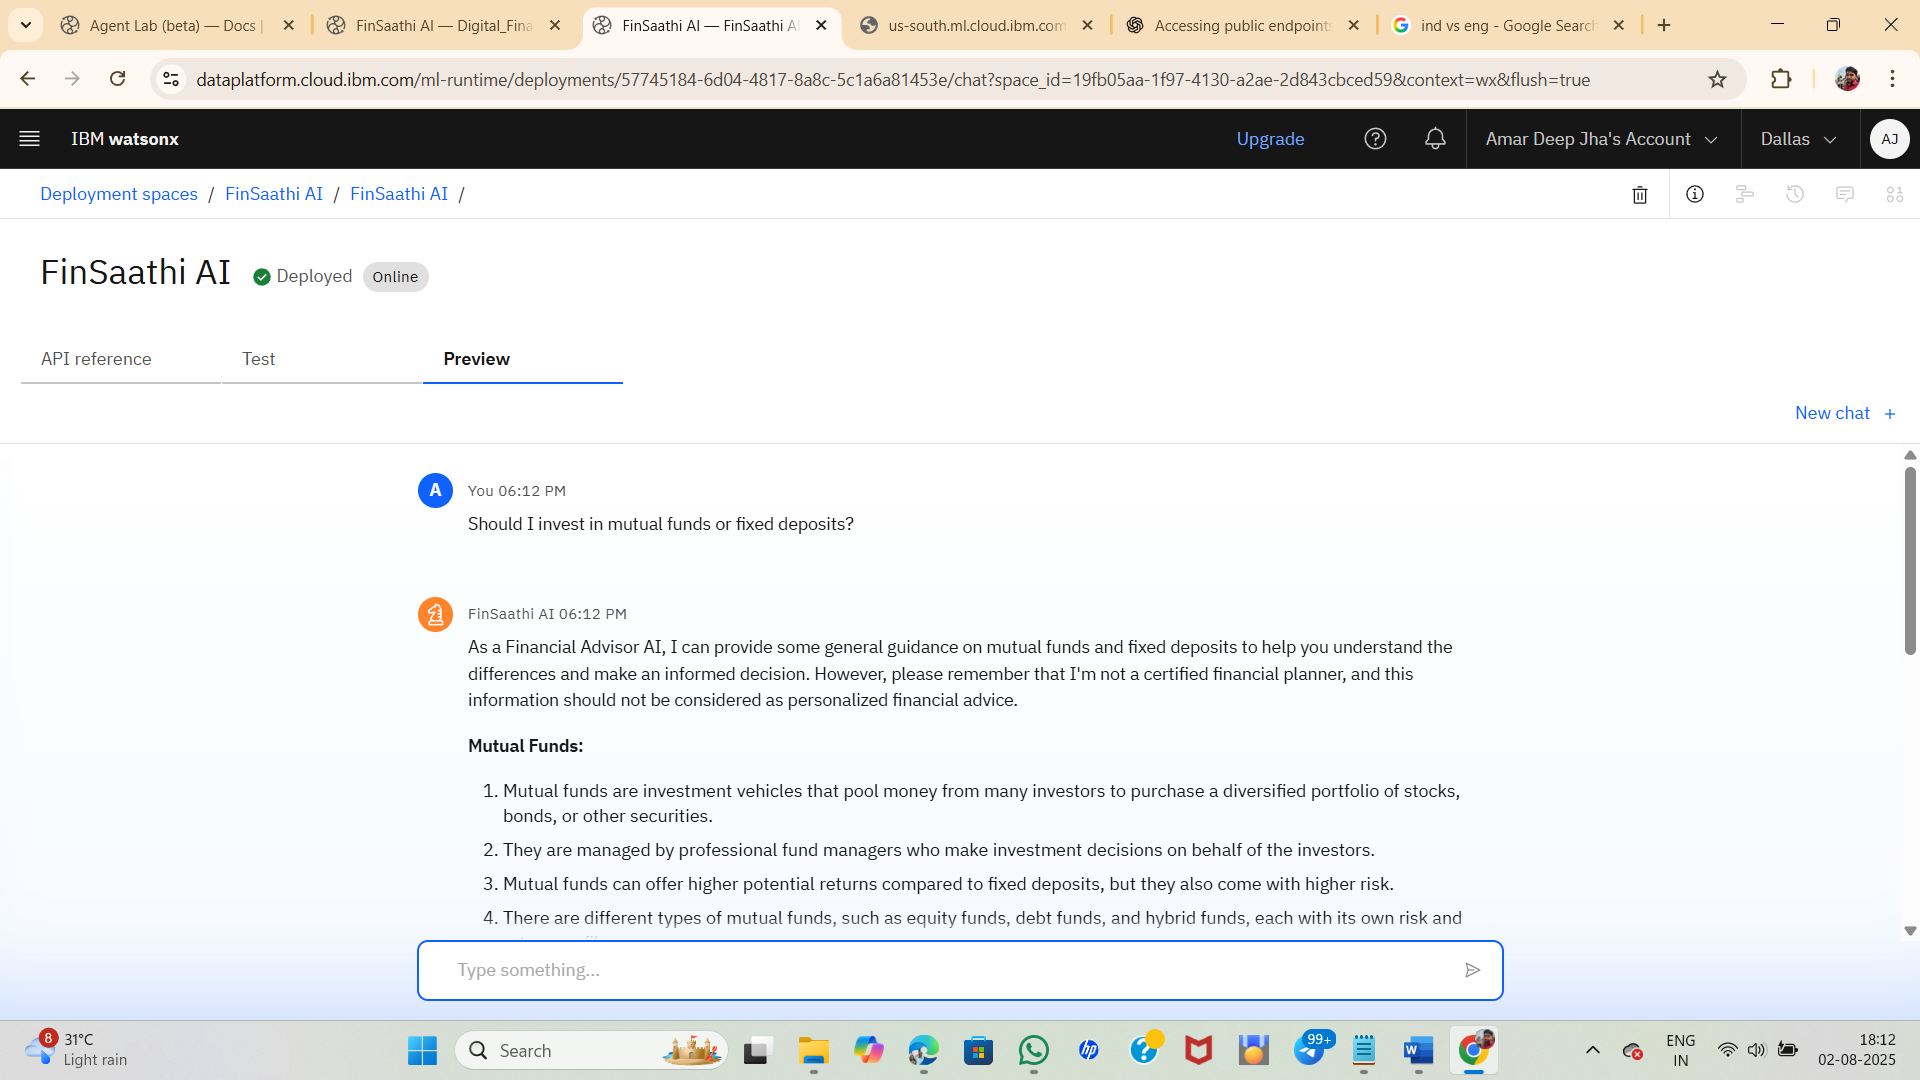 Agent Lab (beta) — Docs |
FinSaathi AI — Digital_Fina
FinSaathi AI — FinSaathi A
us-south.ml.cloud.ibm.com
Accessing public endpoints
ind vs eng - Google Search
dataplatform.cloud.ibm.com/ml-runtime/deployments/57745184-6d04-4817-8a8c-5c1a6a81453e/chat?space_id=19fb05aa-1f97-4130-a2ae-2d843cbced59&context=wx&flush=true
IBM watsonx
Upgrade
Amar Deep Jha's Account
Dallas
AJ
Deployment spaces / FinSaathi AI / FinSaathi AI /
FinSaathi AI
Deployed
Online
API reference
Test
Preview
New chat +
A
You 06:12 PM
Should I invest in mutual funds or fixed deposits?
FinSaathi AI 06:12 PM
As a Financial Advisor AI, I can provide some general guidance on mutual funds and fixed deposits to help you understand the
differences and make an informed decision. However, please remember that I'm not a certified financial planner, and this
information should not be considered as personalized financial advice.
Mutual Funds:
1. Mutual funds are investment vehicles that pool money from many investors to purchase a diversified portfolio of stocks,
bonds, or other securities.
2. They are managed by professional fund managers who make investment decisions on behalf of the investors.
3. Mutual funds can offer higher potential returns compared to fixed deposits, but they also come with higher risk.
4. There are different types of mutual funds, such as equity funds, debt funds, and hybrid funds, each with its own risk and
Type something...
8
31°C
Light rain
Search
hp
99+
W
ENG
IN
18:12
02-08-2025